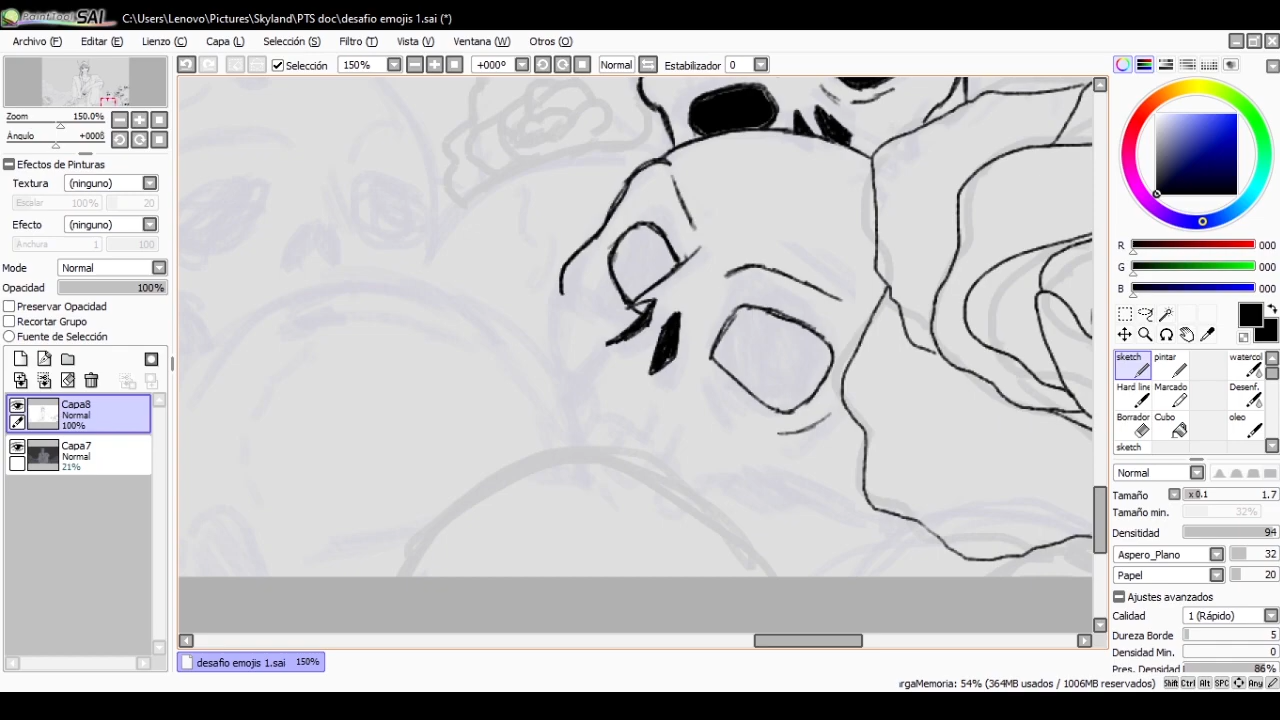 PaintTool SAI C:\Users\Lenovo\Pictures\Skyland\PTS doc\desafio emojis 1.sai (*)
Archivo (F) Editar (E) Lienzo (C) Capa (L) Selección (S) Filtro (T) Vista (V) Ventana (W) Otros (O)
Selección 150% +000º Normal Estabilizador 0
Zoom 150.0%
Ángulo +000ß
Efectos de Pinturas
Textura (ninguno)
Escalar 100% 20
Efecto (ninguno)
Anchura 1 100
Mode Normal
Opacidad 100%
Preservar Opacidad
Recortar Grupo
Fuente de Selección
Capa8
Normal
100%
Capa7
Normal
21%
R 000
G 000
B 000
sketch pintar watercol
Hard line Marcado Desenf.
Borrador Cubo oleo
sketch
Normal
Tamaño x 0.1 1.7
Tamaño min. 32%
Densitidad 94
Aspero_Plano 32
Papel 20
Ajustes avanzados
Calidad 1 (Rápido)
Dureza Borde 5
Densidad Min. 0
Pres. Densidad 86%
desafio emojis 1.sai 150%
rgaMemoria: 54% (364MB usados / 1006MB reservados) Shift Ctrl Alt SPC Any